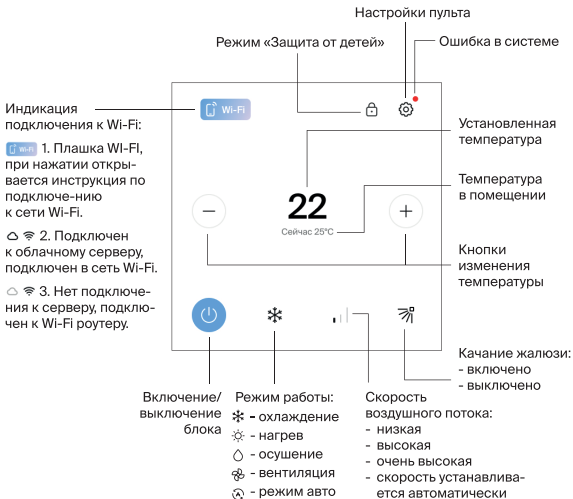 Настройки пульта
Режим «Защита от детей»
Ошибка в системе
Индикация
подключения к Wi-Fi:
Wi-Fi 1. Плашка WI-FI,
при нажатии откры-
вается инструкция по
подключе-нию
к сети Wi-Fi.
2. Подключен
к облачному серверу,
подключен в сеть Wi-Fi.
3. Нет подключе-
ния к серверу, подклю-
чен к Wi-Fi роутеру.
Wi-Fi
22
Сейчас 25°C
Установленная
температура
Температура
в помещении
Кнопки
изменения
температуры
Качание жалюзи:
- включено
- выключено
Включение/
выключение
блока
Режим работы:
- охлаждение
- нагрев
- осушение
- вентиляция
- режим авто
Скорость
воздушного потока:
- низкая
- высокая
- очень высокая
- скорость устанавлива-
ется автоматически